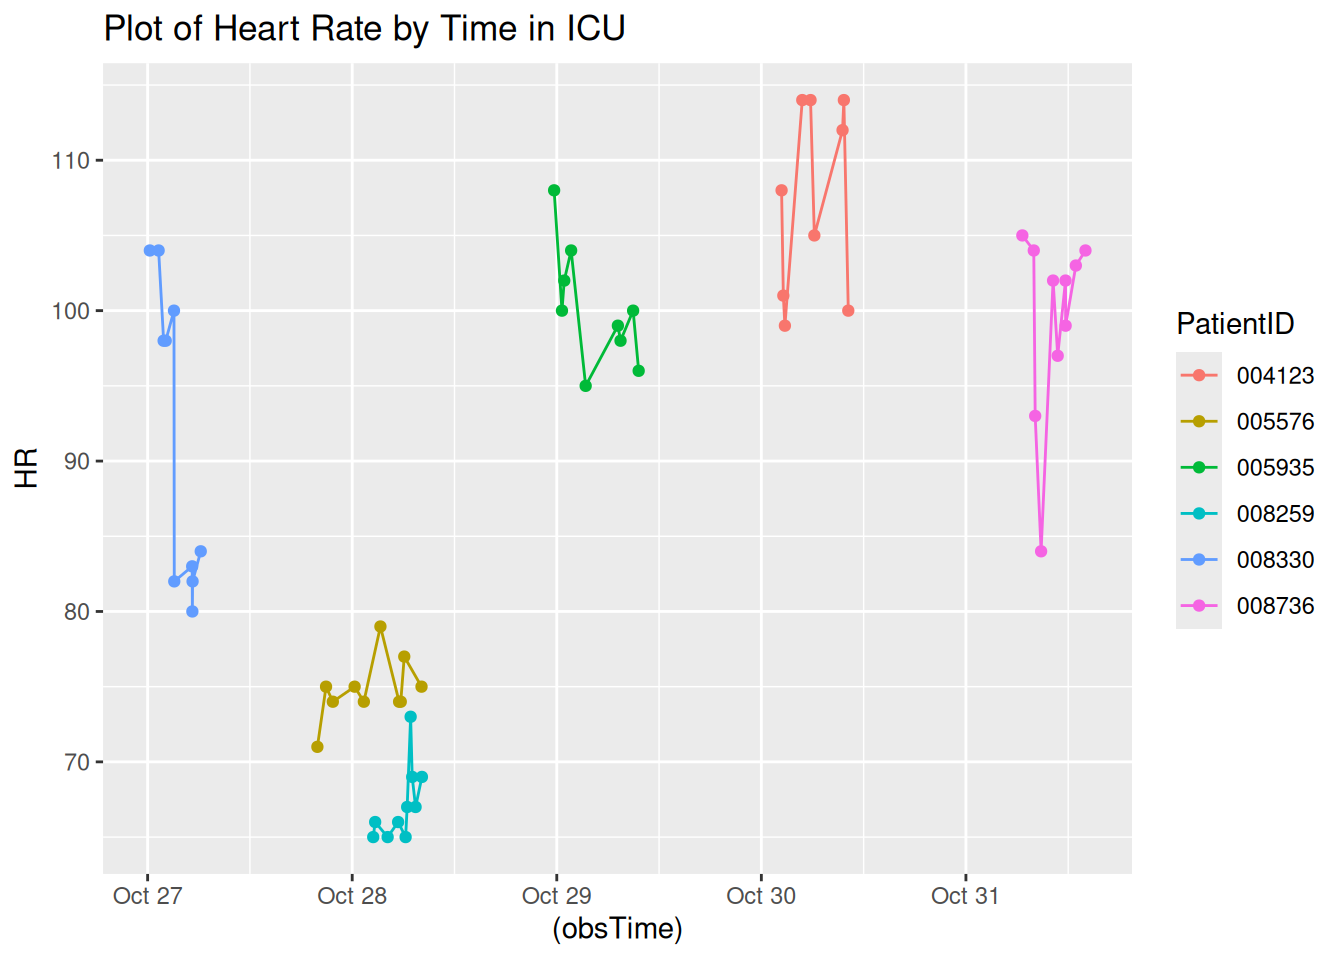 Plot of Heart Rate by Time in ICU
110
100
90
80
70
HR
Oct 27
Oct 28
Oct 29
Oct 30
Oct 31
(obsTime)
PatientID
004123
005576
005935
008259
008330
008736